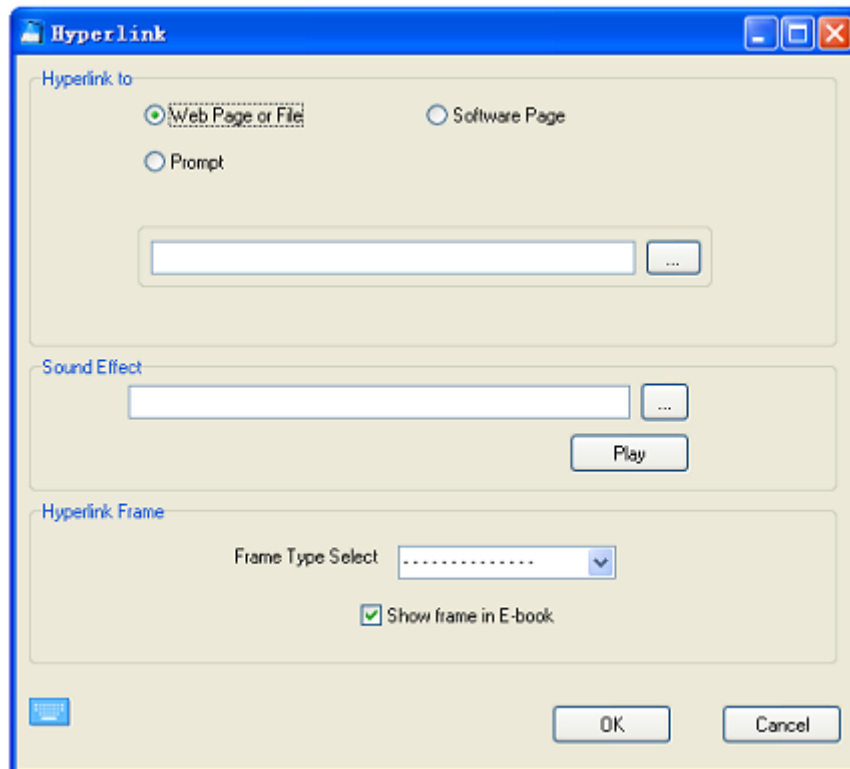 Hyperlink
Hyperlink to
Web Page or File Software Page
Prompt
...
Sound Effect
...
Play
Hyperlink Frame
Frame Type Select - - - - - - - - - - - - - -
Show frame in E-book
OK Cancel